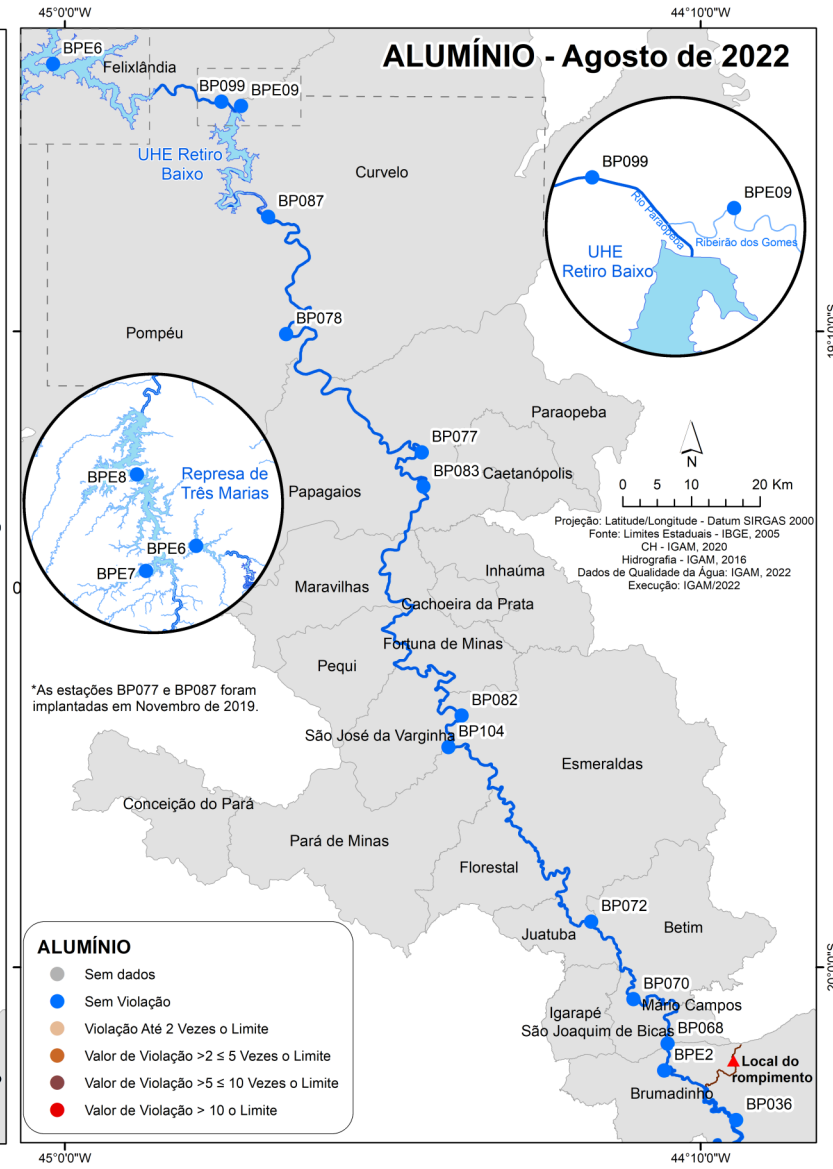 45°0'0"W
44°10'0"W
ALUMÍNIO - Agosto de 2022
BPE6
Felixlândia
BP099
BPE09
UHE Retiro
Baixo
Curvelo
BP087
BP099
BPE09
Rio Paraopeba
Ribeirão dos Gomes
UHE
Retiro Baixo
BP078
Pompéu
19°10'0"S
Paraopeba
BP077
BP083
Caetanópolis
Papagaios
BPE8
Represa de
Três Marias
BPE6
BPE7
N
0 5 10 20 Km
Projeção: Latitude/Longitude - Datum SIRGAS 2000
Fonte: Limites Estaduais - IBGE, 2005
CH - IGAM, 2020
Hidrografia - IGAM, 2016
Dados de Qualidade da Água: IGAM, 2022
Execução: IGAM/2022
Inhaúma
Maravilhas
Cachoeira da Prata
Fortuna de Minas
Pequi
*As estações BP077 e BP087 foram
implantadas em Novembro de 2019.
BP082
São José da Varginha
BP104
Esmeraldas
Conceição do Pará
Pará de Minas
Florestal
BP072
Juatuba
Betim
20°0'0"S
BP070
Mário Campos
Igarapé
São Joaquim de Bicas
BP068
BPE2
Local do
rompimento
Brumadinho
BP036
ALUMÍNIO
Sem dados
Sem Violação
Violação Até 2 Vezes o Limite
Valor de Violação >2 ≤ 5 Vezes o Limite
Valor de Violação >5 ≤ 10 Vezes o Limite
Valor de Violação > 10 o Limite
45°0'0"W
44°10'0"W